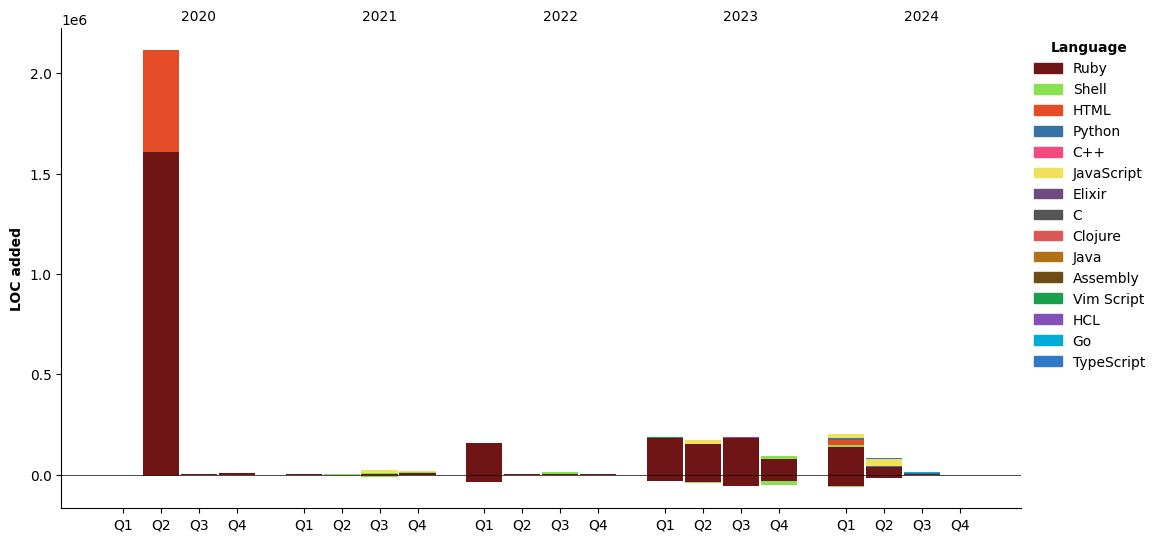 2020 2021 2022 2023 2024
1e6
Language
Ruby
Shell
HTML
Python
C++
JavaScript
Elixir
C
Clojure
Java
Assembly
Vim Script
HCL
Go
TypeScript
LOC added
2.0
1.5
1.0
0.5
0.0
Q1 Q2 Q3 Q4 Q1 Q2 Q3 Q4 Q1 Q2 Q3 Q4 Q1 Q2 Q3 Q4 Q1 Q2 Q3 Q4